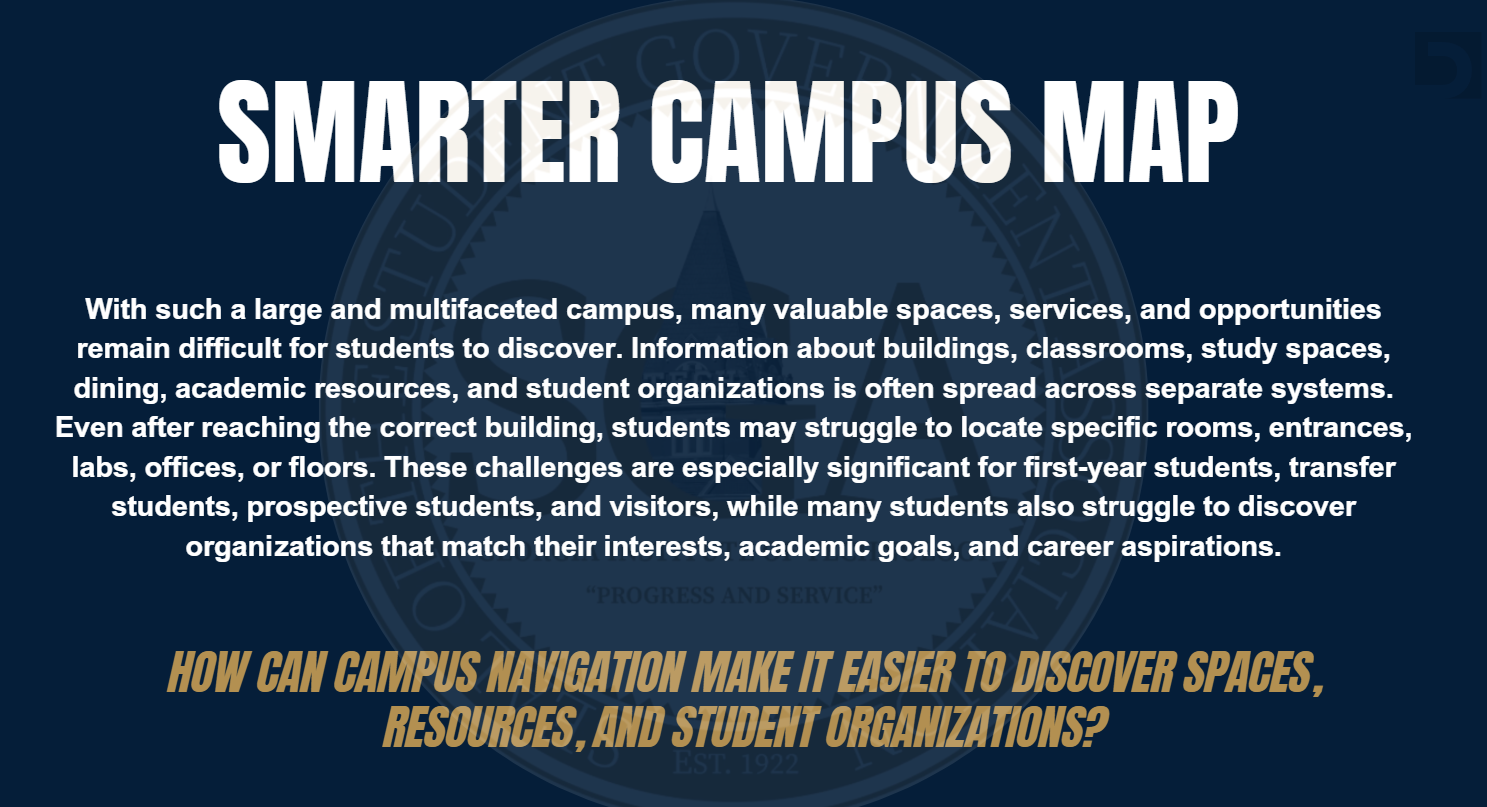 SMARTER CAMPUS MAP
With such a large and multifaceted campus, many valuable spaces, services, and opportunities
remain difficult for students to discover. Information about buildings, classrooms, study spaces,
dining, academic resources, and student organizations is often spread across separate systems.
Even after reaching the correct building, students may struggle to locate specific rooms, entrances,
labs, offices, or floors. These challenges are especially significant for first-year students, transfer
students, prospective students, and visitors, while many students also struggle to discover
organizations that match their interests, academic goals, and career aspirations.
HOW CAN CAMPUS NAVIGATION MAKE IT EASIER TO DISCOVER SPACES,
RESOURCES, AND STUDENT ORGANIZATIONS?
STUDENT GOVERNMENT
SGA
"PROGRESS AND SERVICE"
EST. 1922